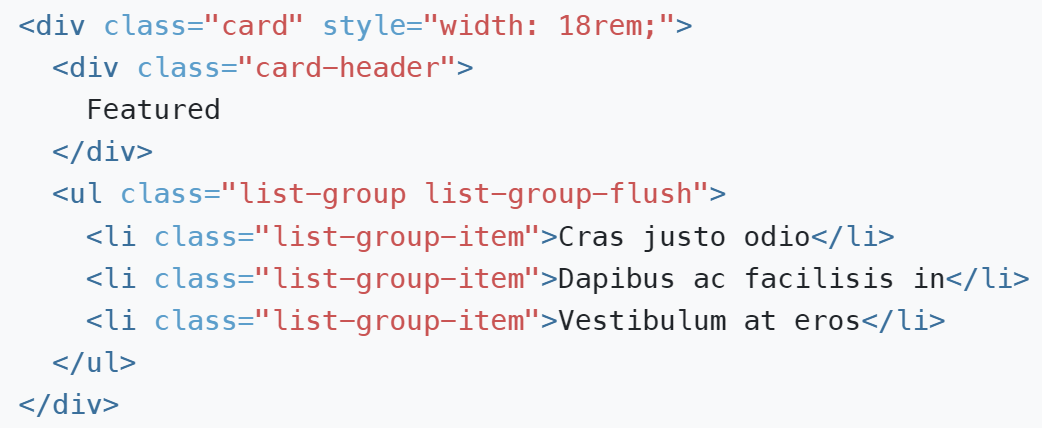 <div class="card" style="width: 18rem;">
  <div class="card-header">
    Featured
  </div>
  <ul class="list-group list-group-flush">
    <li class="list-group-item">Cras justo odio</li>
    <li class="list-group-item">Dapibus ac facilisis in</li>
    <li class="list-group-item">Vestibulum at eros</li>
  </ul>
</div>